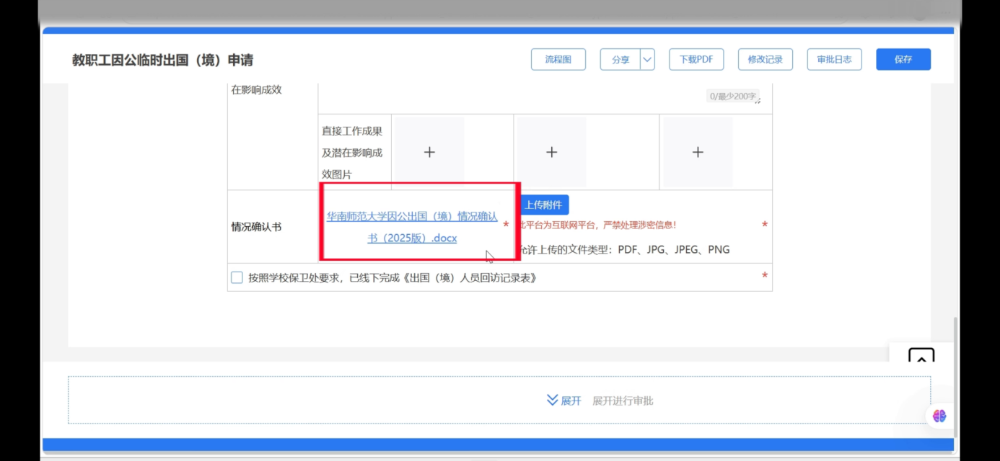 教职工因公临时出国（境）申请
流程图
分享
下载PDF
修改记录
审批日志
保存
在影响成效
0/最少200字
直接工作成果
及潜在影响成
效图片
情况确认书
华南师范大学因公出国（境）情况确认
书（2025版）.docx
*
上传附件
此平台为互联网平台，严禁处理涉密信息！
*
允许上传的文件类型：PDF、JPG、JPEG、PNG
按照学校保卫处要求，已线下完成《出国（境）人员回访记录表》
*
展开 展开进行审批